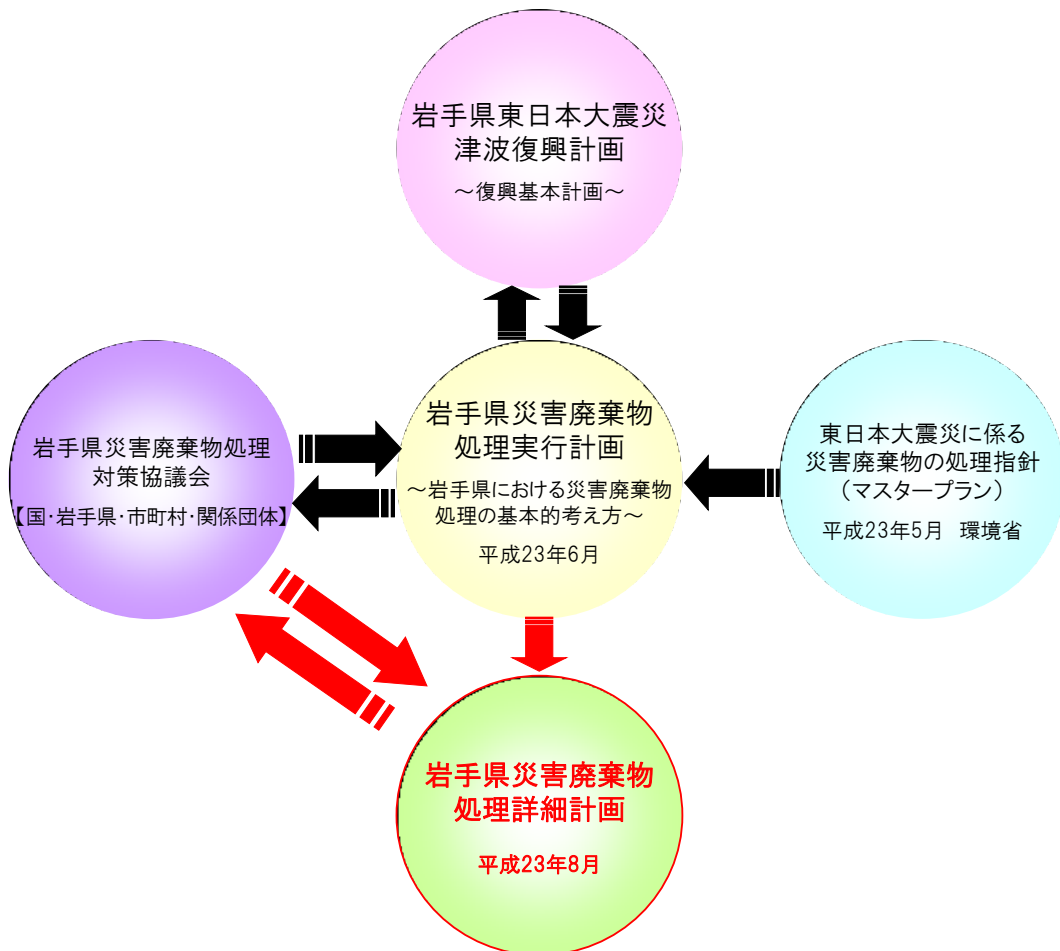 岩手県東日本大震災
津波復興計画
～復興基本計画～
岩手県災害廃棄物処理
対策協議会
【国・岩手県・市町村・関係団体】
岩手県災害廃棄物
処理実行計画
～岩手県における災害廃棄物
処理の基本的考え方～
平成23年6月
東日本大震災に係る
災害廃棄物の処理指針
（マスタープラン）
平成23年5月　環境省
岩手県災害廃棄物
処理詳細計画
平成23年8月